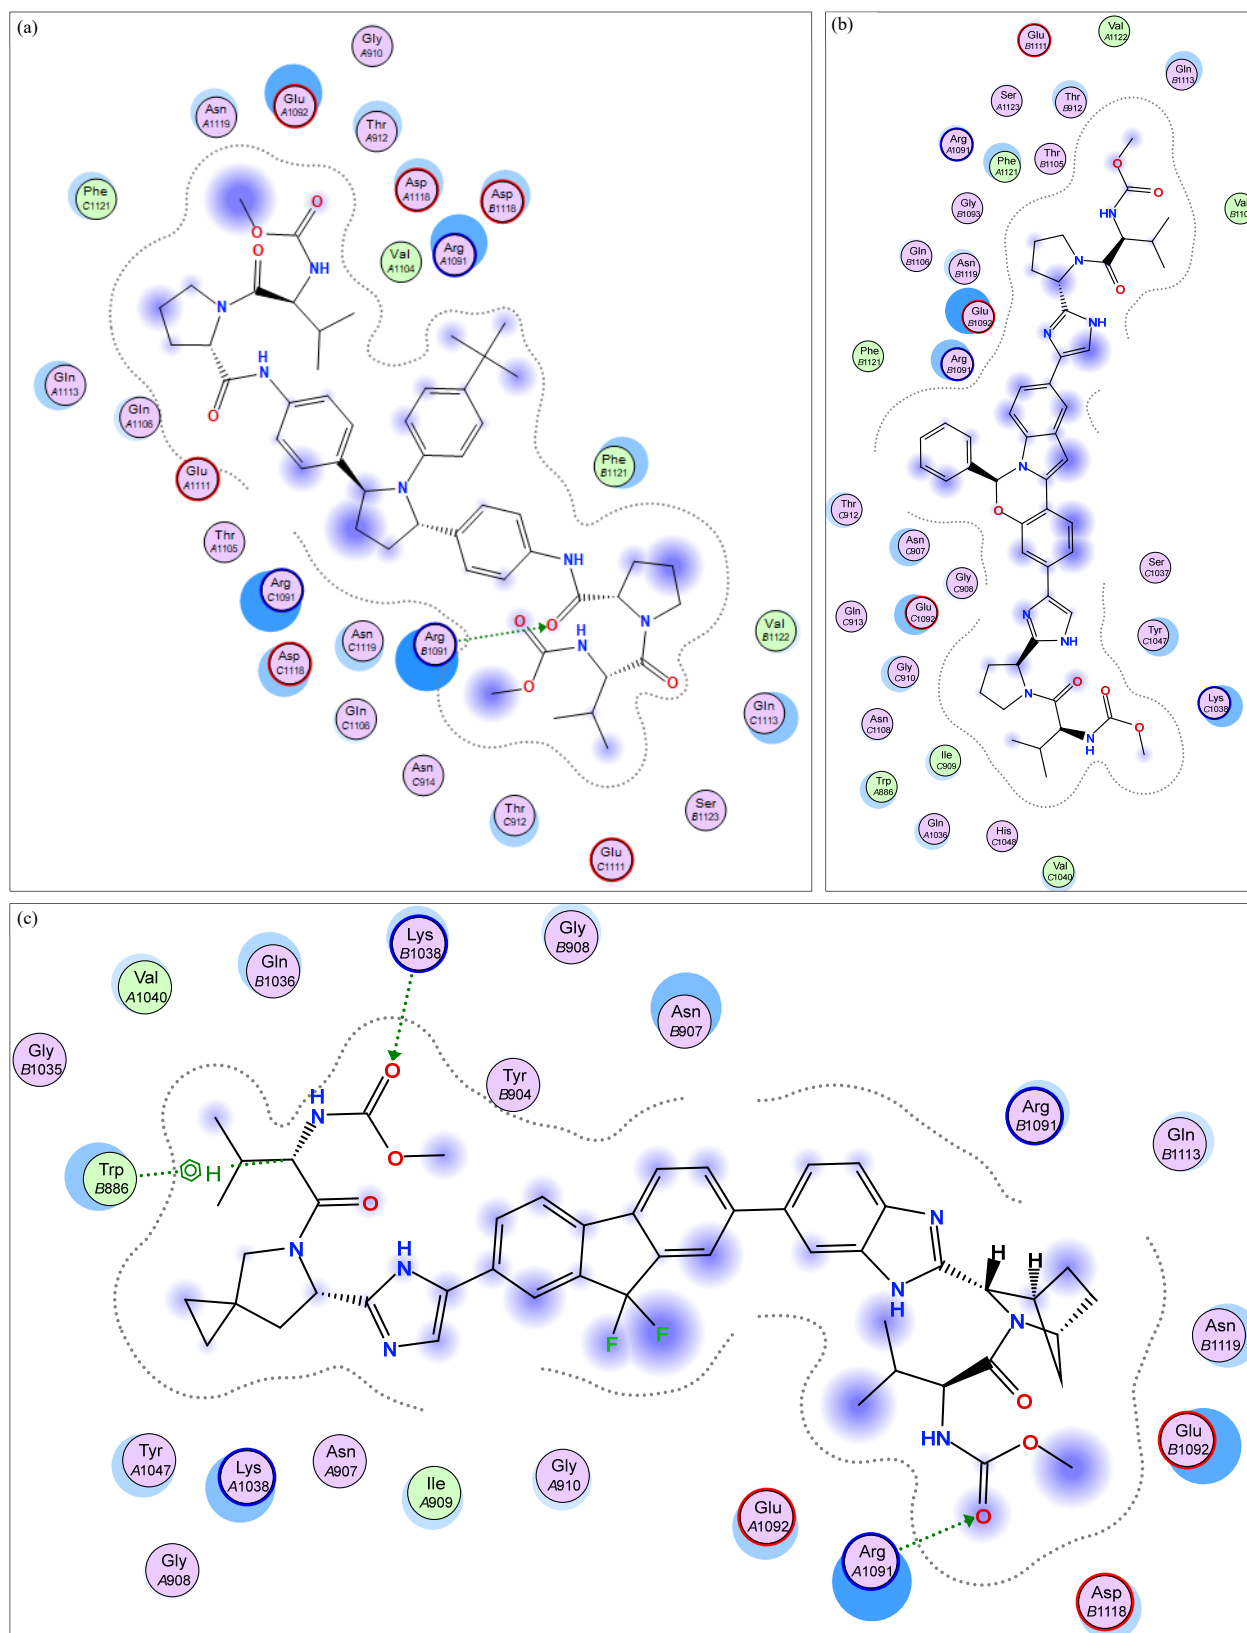 (a)
Gly
A910
Glu
A1092
Asn
A1119
Thr
A912
Phe
C1121
Asp
A1118
Asp
B1118
Arg
A1091
Val
A1104
O
O
O
NH
N
H
N
O
Gln
A1113
Gln
A1106
Glu
A1111
N
Phe
B1121
Thr
A1105
Arg
C1091
NH
O
Asn
C1119
Arg
B1091
O
H
N
N
Val
B1122
Asp
C1118
O
O
Gln
C1106
Gln
C1113
Asn
C914
Thr
C912
Ser
B1123
Glu
C1111
(b)
Glu
B1111
Val
A1122
Gln
B1113
Ser
A1123
Thr
B912
Arg
A1091
Phe
A1121
Thr
B1105
O
O
HN
Gly
B1093
Val
Gln
B1106
Asn
B1119
N
O
Glu
B1092
N
NH
Phe
B1121
Arg
B1091
N
O
Thr
C912
Asn
C907
Gly
C908
Ser
C1037
Gln
C913
Glu
C1092
N
NH
Tyr
C1047
Gly
C910
N
O
O
Lys
C1038
Asn
C1108
N
H
O
Ile
C909
Trp
A886
Gln
A1036
His
C1048
Val
C1040
(c)
Lys
B1038
Gly
B908
Val
A1040
Gln
B1036
Asn
B907
Gly
B1035
O
Tyr
B904
H
N
O
Arg
B1091
Gln
B1113
Trp
B886
H
O
N
H
N
N
N
F
F
N
H
H
H
N
Asn
B1119
O
HN
O
O
Glu
B1092
Tyr
A1047
Lys
A1038
Asn
A907
Ile
A909
Gly
A910
Glu
A1092
Arg
A1091
Gly
A908
Asp
B1118